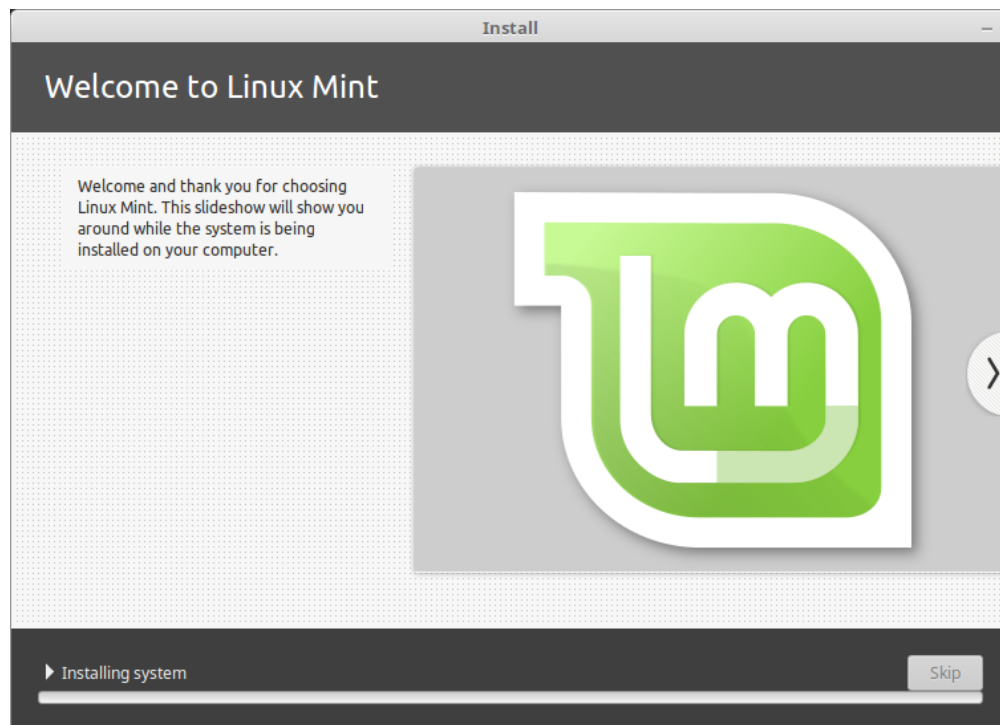 Install
Welcome to Linux Mint
Welcome and thank you for choosing
Linux Mint. This slideshow will show you
around while the system is being
installed on your computer.
Installing system
Skip